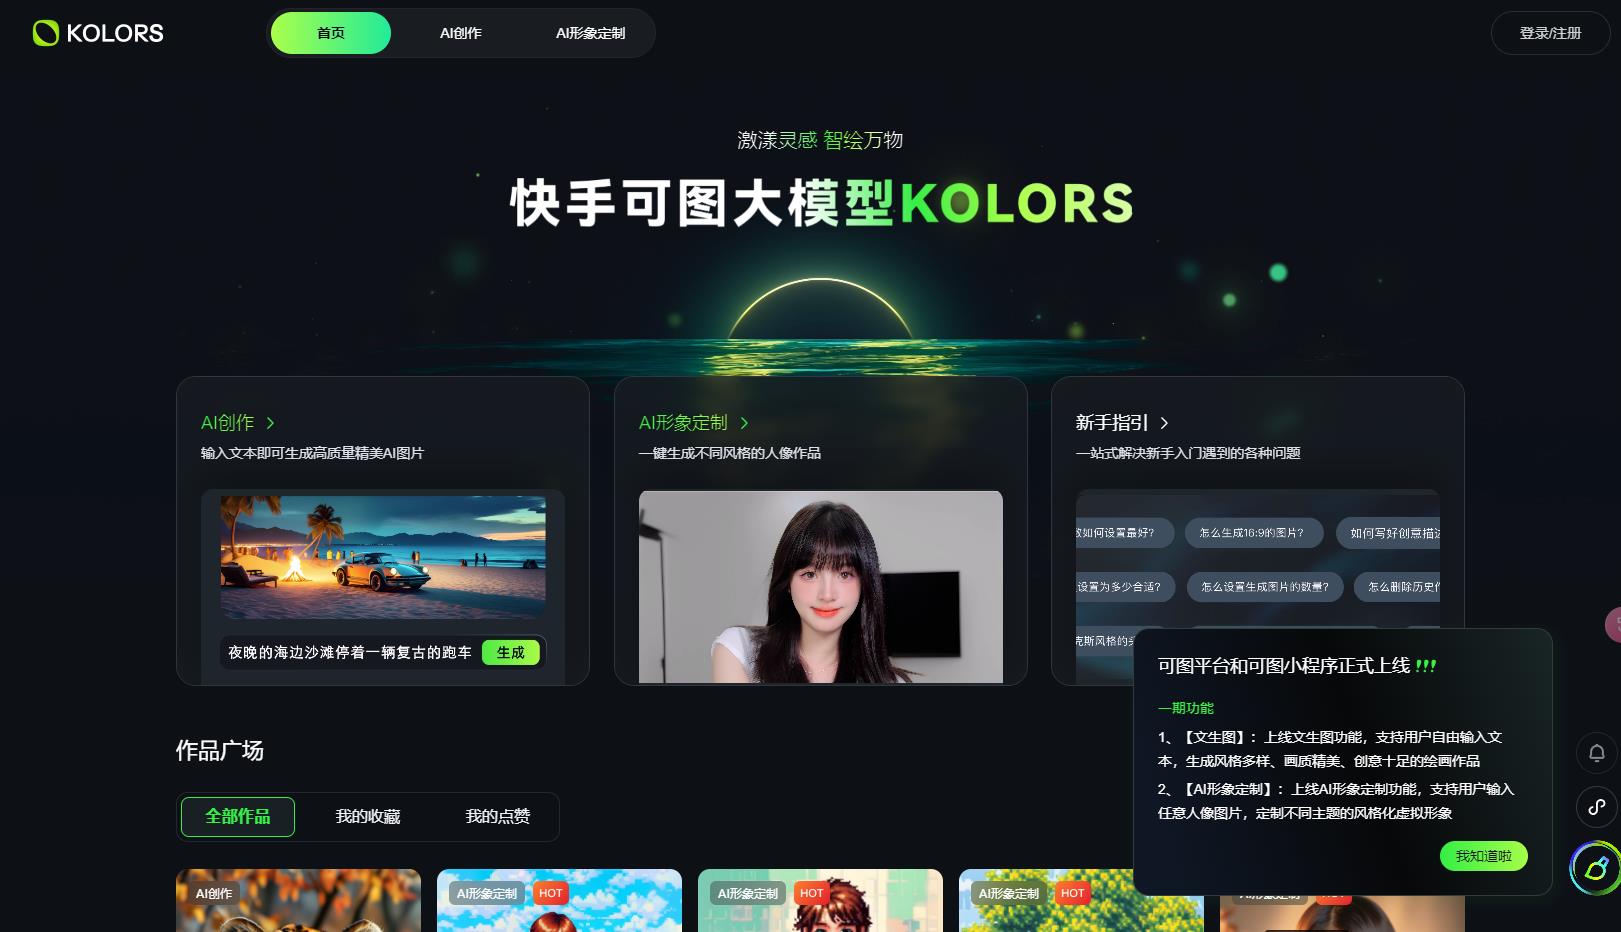 KOLORS
首页
AI创作
AI形象定制
登录/注册
激漾灵感 智绘万物
快手可图大模型KOLORS
AI创作
输入文本即可生成高质量精美AI图片
夜晚的海边沙滩停着一辆复古的跑车
生成
AI形象定制
一键生成不同风格的人像作品
新手指引
一站式解决新手入门遇到的各种问题
如何设置最好？
怎么生成16:9的图片？
如何写好创意描述
设置为多少合适？
怎么设置生成图片的数量？
怎么删除历史
克斯风格的
可图平台和可图小程序正式上线 !!!
一期功能
1、【文生图】：上线文生图功能，支持用户自由输入文
本，生成风格多样、画质精美、创意十足的绘画作品
2、【AI形象定制】：上线AI形象定制功能，支持用户输入
任意人像图片，定制不同主题的风格化虚拟形象
我知道啦
作品广场
全部作品
我的收藏
我的点赞
AI创作
AI形象定制
HOT
AI形象定制
HOT
AI形象定制
HOT
AI形象定制
HOT